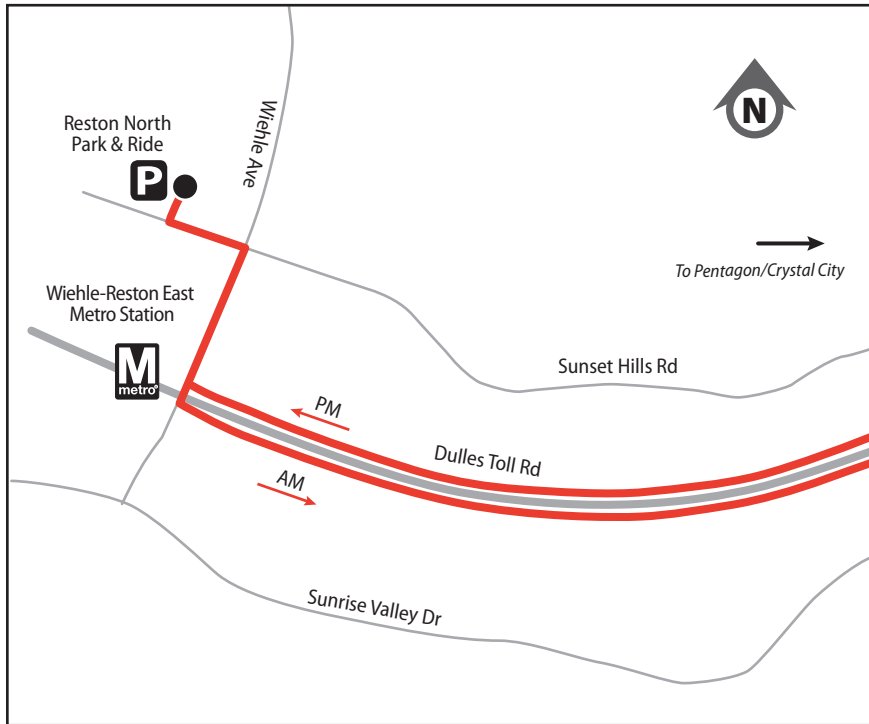 Reston North
Park & Ride
P
Wiehle Ave
N
To Pentagon/Crystal City
Wiehle-Reston East
Metro Station
M
metro®
Sunset Hills Rd
PM
Dulles Toll Rd
AM
Sunrise Valley Dr